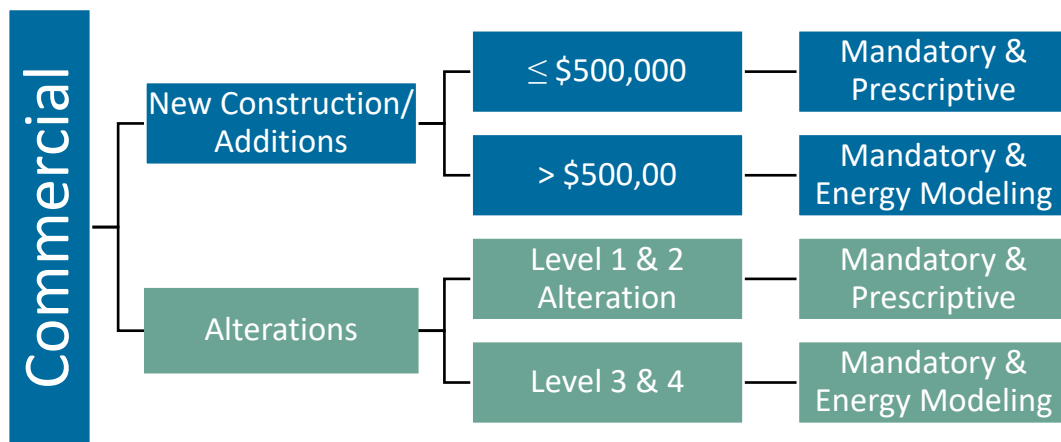 Commercial
New Construction/
Additions
≤ $500,000
Mandatory &
Prescriptive
> $500,00
Mandatory &
Energy Modeling
Alterations
Level 1 & 2
Alteration
Mandatory &
Prescriptive
Level 3 & 4
Mandatory &
Energy Modeling